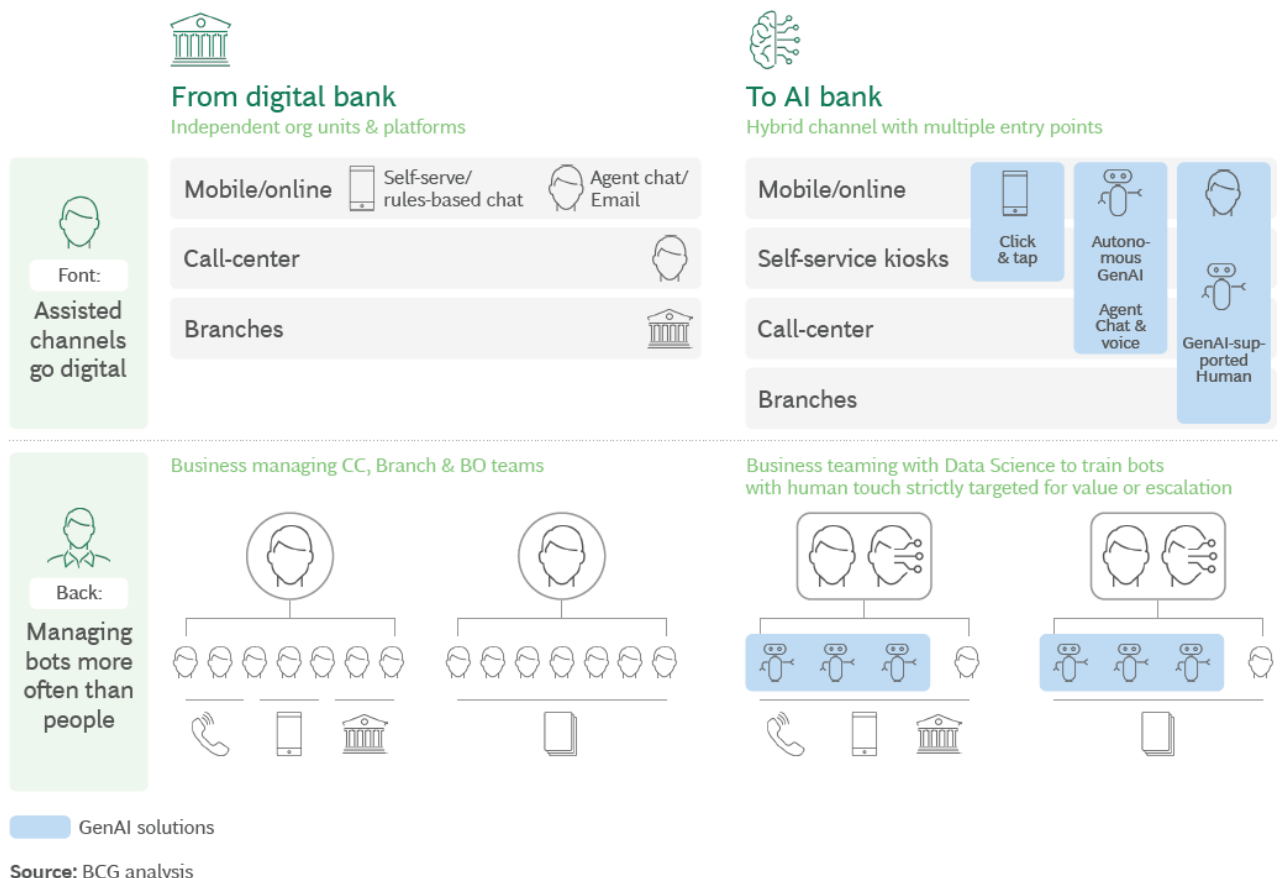 From digital bank
Independent org units & platforms
To AI bank
Hybrid channel with multiple entry points
Font:
Assisted
channels
go digital
Mobile/online
Self-serve/
rules-based chat
Agent chat/
Email
Call-center
Branches
Mobile/online
Self-service kiosks
Call-center
Branches
Click
& tap
Autono-
mous
GenAI
Agent
Chat &
voice
GenAI-sup-
ported
Human
Back:
Managing
bots more
often than
people
Business managing CC, Branch & BO teams
Business teaming with Data Science to train bots
with human touch strictly targeted for value or escalation
GenAI solutions
Source: BCG analysis